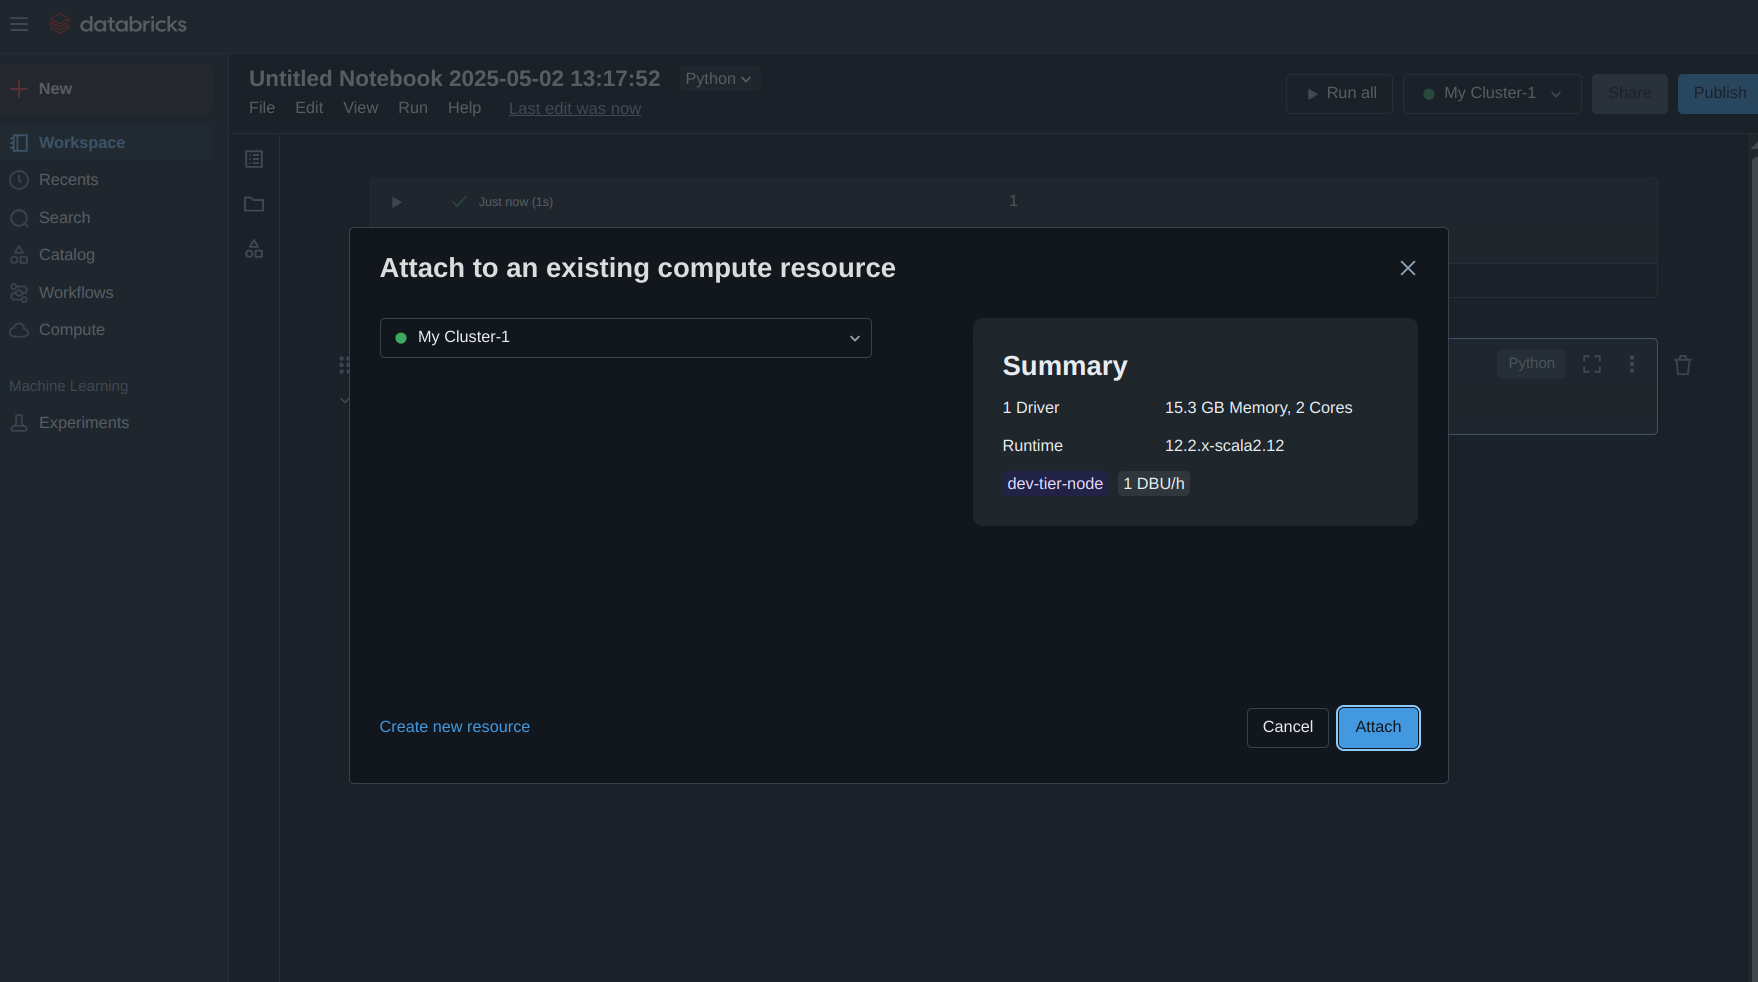 databricks
New
Workspace
Recents
Search
Catalog
Workflows
Compute
Machine Learning
Experiments
Untitled Notebook 2025-05-02 13:17:52
Python
File Edit View Run Help Last edit was now
Run all
My Cluster-1
Share
Publish
Just now (1s)
1
Python
Attach to an existing compute resource
My Cluster-1
Summary
1 Driver 15.3 GB Memory, 2 Cores
Runtime 12.2.x-scala2.12
dev-tier-node 1 DBU/h
Create new resource
Cancel
Attach